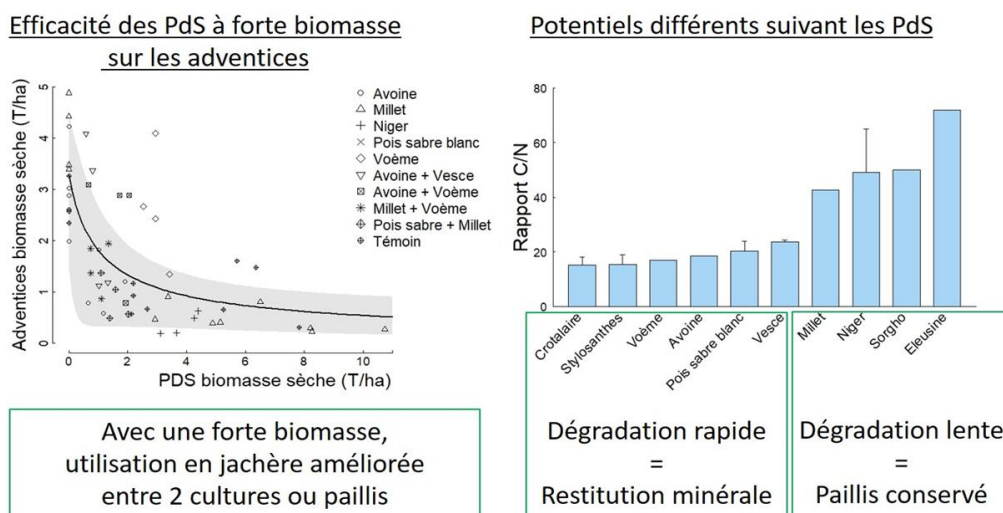 Efficacité des PdS à forte biomasse
sur les adventices
Adventices biomasse sèche (T/ha)
5
4
3
2
1
0
0
2
4
6
8
10
PDS biomasse sèche (T/ha)
Avoine
Millet
Niger
Pois sabre blanc
Voème
Avoine + Vesce
Avoine + Voème
Millet + Voème
Pois sabre + Millet
Témoin
Avec une forte biomasse,
utilisation en jachère améliorée
entre 2 cultures ou paillis
Potentiels différents suivant les PdS
Rapport C/N
80
60
40
20
0
Crotalaire
Stylosanthes
Voème
Avoine
Pois sabre blanc
Vesce
Millet
Niger
Sorgho
Eleusine
Dégradation rapide
=
Restitution minérale
Dégradation lente
=
Paillis conservé